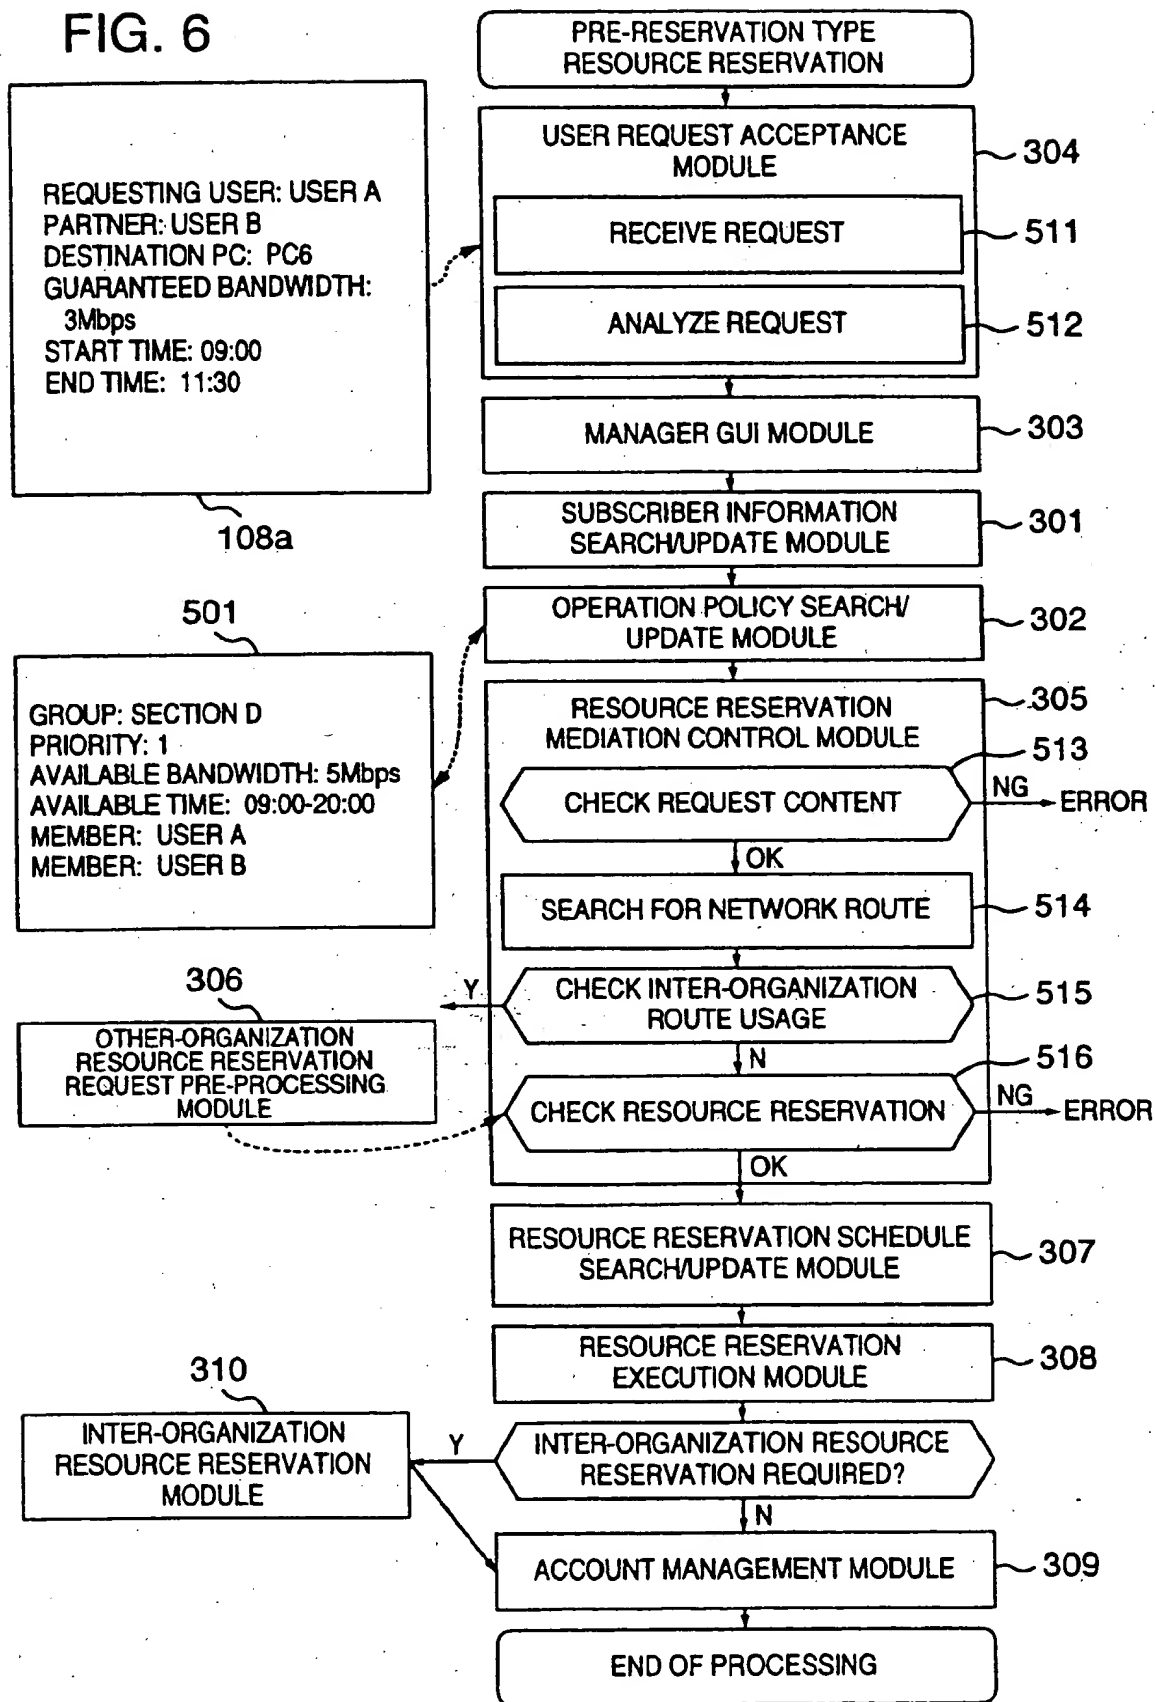 FIG. 6
PRE-RESERVATION TYPE
RESOURCE RESERVATION
REQUESTING USER: USER A
PARTNER: USER B
DESTINATION PC: PC6
GUARANTEED BANDWIDTH:
3Mbps
START TIME: 09:00
END TIME: 11:30
108a
USER REQUEST ACCEPTANCE
MODULE
304
RECEIVE REQUEST
511
ANALYZE REQUEST
512
MANAGER GUI MODULE
303
SUBSCRIBER INFORMATION
SEARCH/UPDATE MODULE
301
OPERATION POLICY SEARCH/
UPDATE MODULE
302
501
GROUP: SECTION D
PRIORITY: 1
AVAILABLE BANDWIDTH: 5Mbps
AVAILABLE TIME: 09:00-20:00
MEMBER: USER A
MEMBER: USER B
RESOURCE RESERVATION
MEDIATION CONTROL MODULE
305
513
CHECK REQUEST CONTENT
NG
ERROR
OK
SEARCH FOR NETWORK ROUTE
514
306
Y
CHECK INTER-ORGANIZATION
ROUTE USAGE
515
OTHER-ORGANIZATION
RESOURCE RESERVATION
REQUEST PRE-PROCESSING
MODULE
N
516
CHECK RESOURCE RESERVATION
NG
ERROR
OK
RESOURCE RESERVATION SCHEDULE
SEARCH/UPDATE MODULE
307
RESOURCE RESERVATION
EXECUTION MODULE
308
310
INTER-ORGANIZATION
RESOURCE RESERVATION
MODULE
Y
INTER-ORGANIZATION RESOURCE
RESERVATION REQUIRED?
N
ACCOUNT MANAGEMENT MODULE
309
END OF PROCESSING